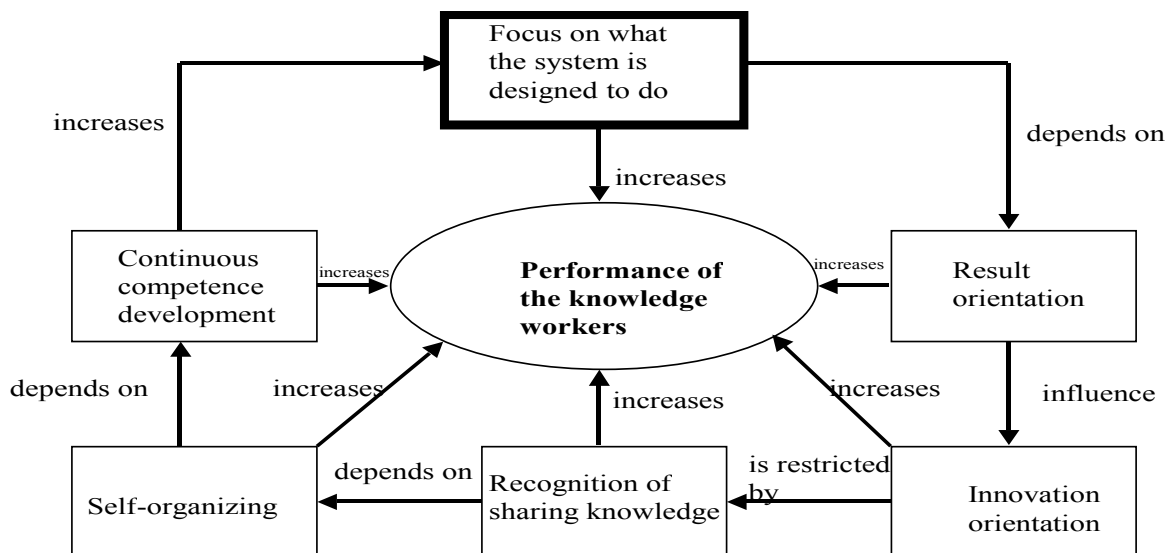 Focus on what
the system is
designed to do
increases
depends on
increases
Continuous
competence
development
increases
Performance of
the knowledge
workers
increases
Result
orientation
depends on
increases
increases
increases
influence
Self-organizing
depends on
Recognition of
sharing knowledge
is restricted
by
Innovation
orientation